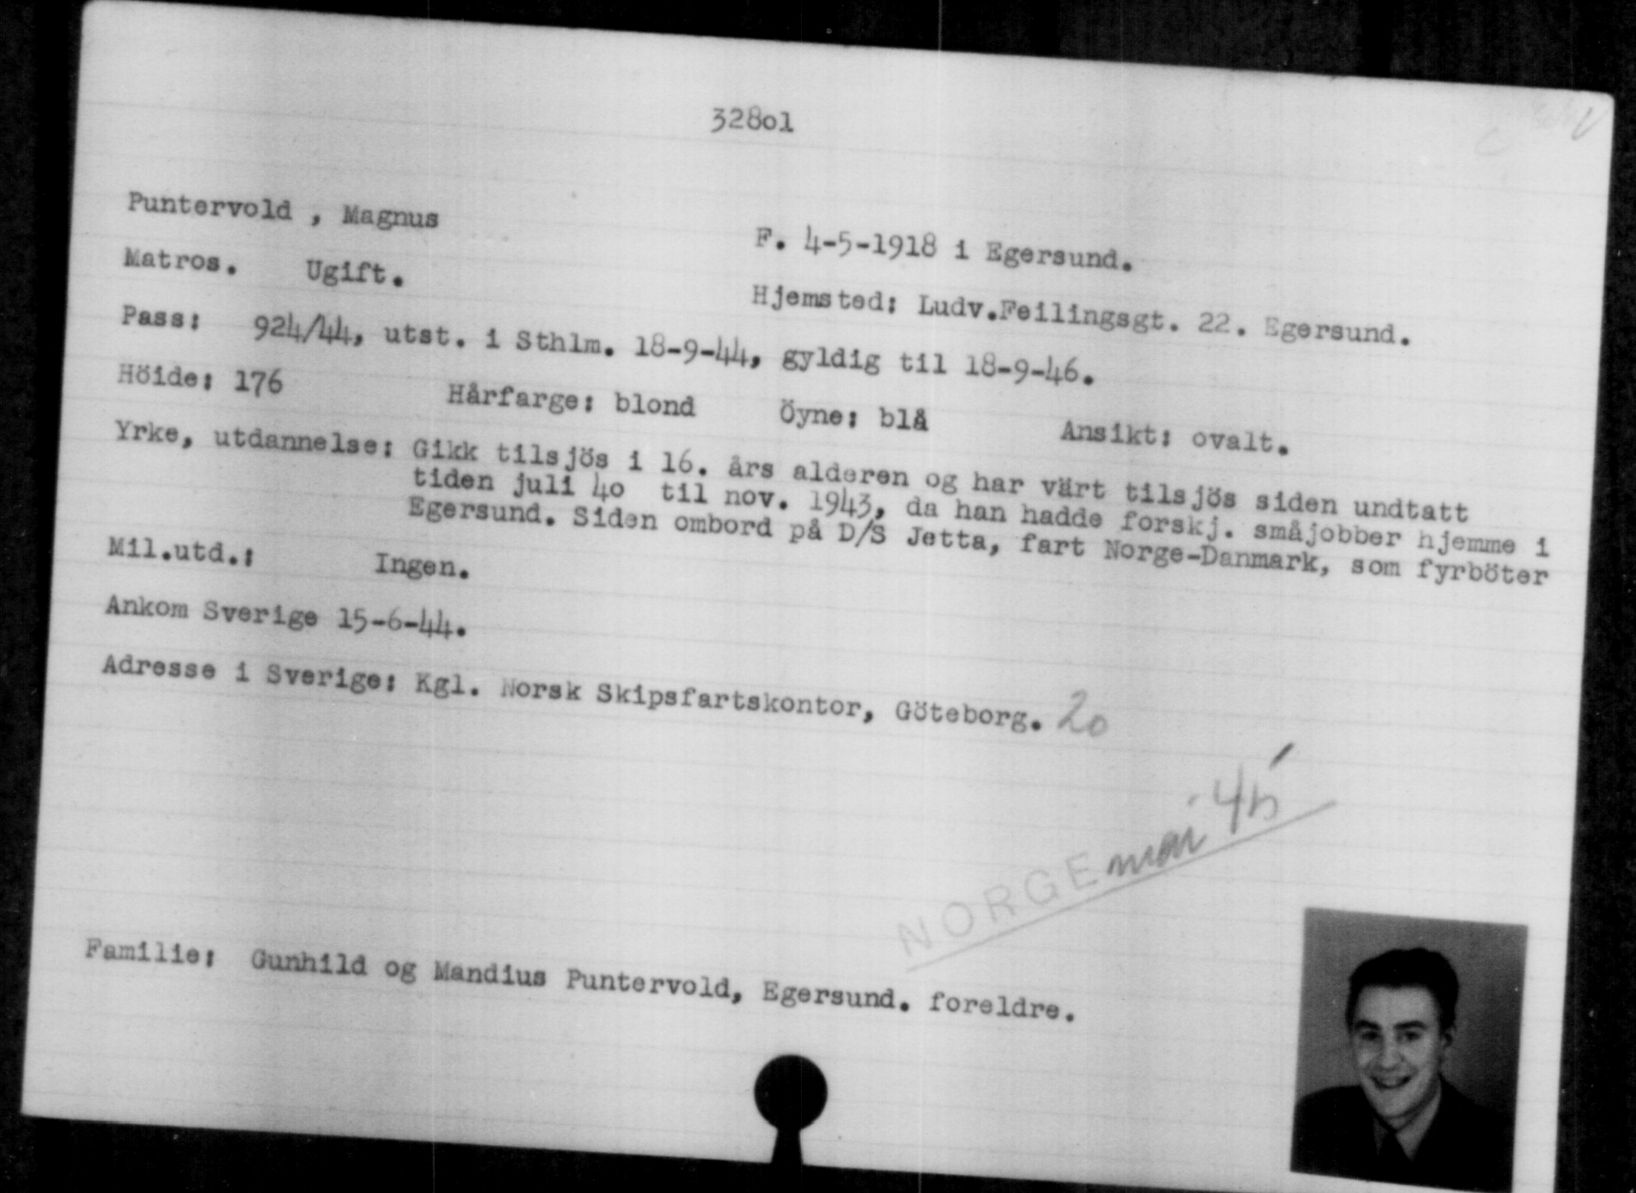 32801
Puntervold , Magnus
F. 4-5-1918 i Egersund.
Matros. Ugift.
Hjemsted: Ludv.Feilingsgt. 22. Egersund.
Pass: 924/44, utst. i Sthlm. 18-9-44, gyldig til 18-9-46.
Höide: 176 Hårfarge: blond Öyne: blå Ansikt: ovalt.
Yrke, utdannelse: Gikk tilsjös i 16. års alderen og har värt tilsjös siden undtatt
tiden juli 40 til nov. 1943, da han hadde forskj. småjobber hjemme i
Egersund. Siden ombord på D/S Jetta, fart Norge-Danmark, som fyrböter
Mil.utd.: Ingen.
Ankom Sverige 15-6-44.
Adresse i Sverige: Kgl. Norsk Skipsfartskontor, Göteborg. 20
NORGE mai 45
Familie: Gunhild og Mandius Puntervold, Egersund. foreldre.